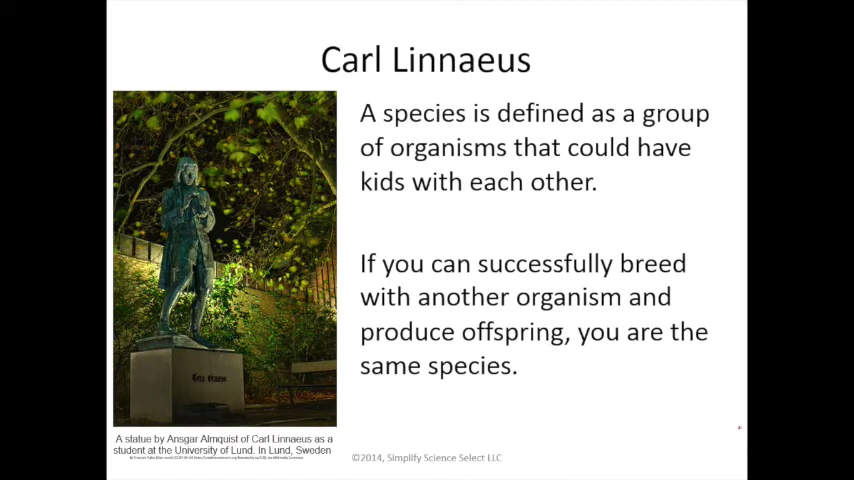 Carl Linnaeus
A species is defined as a group
of organisms that could have
kids with each other.
If you can successfully breed
with another organism and
produce offspring, you are the
same species.
A statue by Ansgar Almquist of Carl Linnaeus as a
student at the University of Lund. In Lund, Sweden
©2014, Simplify Science Select LLC